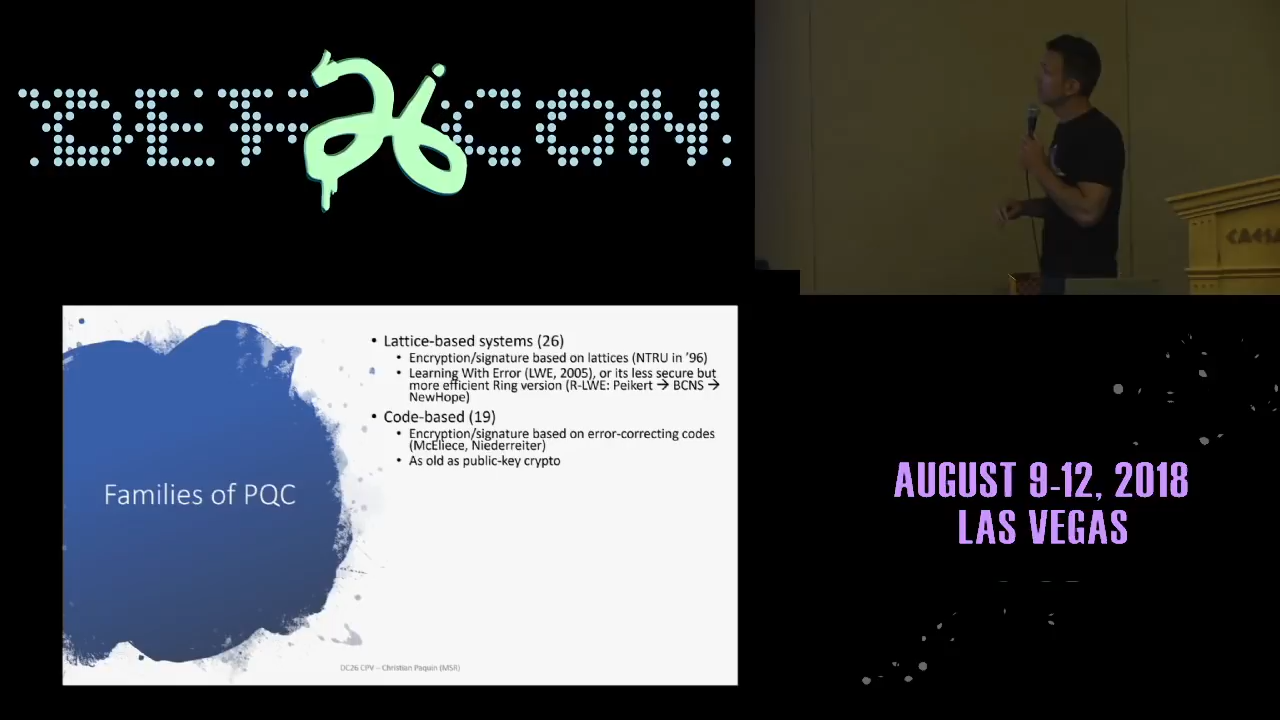 DEF 26 CON.
CAESA
• Lattice-based systems (26)
• Encryption/signature based on lattices (NTRU in ’96)
• Learning With Error (LWE, 2005), or its less secure but
more efficient Ring version (R-LWE: Peikert → BCNS →
NewHope)
• Code-based (19)
• Encryption/signature based on error-correcting codes
(McEliece, Niederreiter)
• As old as public-key crypto
Families of PQC
DC26 CPV – Christian Paquin (MSR)
AUGUST 9-12, 2018
LAS VEGAS